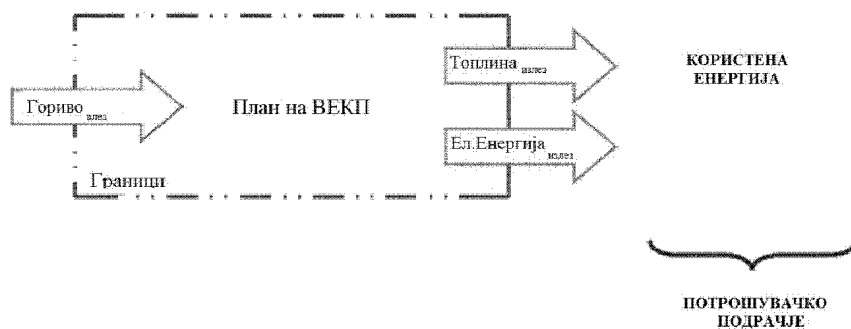 Топлина излез
КОРИСТЕНА
ЕНЕРГИЈА
Гориво влез
План на ВЕКП
Ел.Енергија излез
Граници
ПОТРОШУВАЧКО
ПОДРАЧЈЕ